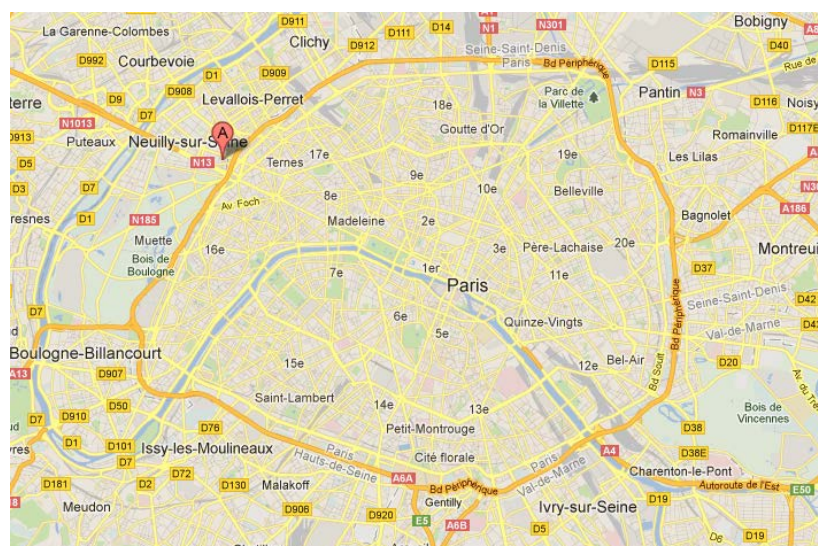 D911
D14
N301
Bobigny
La Garenne-Colombes
D111
N1
D912
Clichy
Seine-Saint-Denis
Paris
D40
D992
Courbevoie
D1
D909
Bd Périphérique
D115
Rue de
D9
D908
Levallois-Perret
Parc de
la Villette
Pantin
N3
D116
Noisy
N1013
D7
18e
Goutte d'Or
D913
Puteaux
Neuilly-sur-Seine
A
N13
17e
Ternes
Romainville
D117E
D5
19e
Les Lilas
D3
D7
9e
10e
8e
Belleville
Av. Foch
D1
N185
Madeleine
2e
A186
Bagnolet
Muette
Bois de
Boulogne
16e
3e
Père-Lachaise
20e
Montreuil
7e
1er
11e
D37
Paris
Seine-Saint-Denis
D42
D7
6e
Quinze-Vingts
Bd Périphérique
Val-de-Marne
5e
Boulogne-Billancourt
15e
12e
Bel-Air
D20
A13
D907
Bd Soult
Saint-Lambert
14e
13e
Bois de
Vincennes
D7
D910
D50
Petit-Montrouge
D76
D38
D1
D101
Issy-les-Moulineaux
Paris
Hauts-de-Seine
Cité florale
Paris
Val-de-Marne
A4
D38E
D7
D72
Charenton-le-Pont
D181
D2
D130
Malakoff
A6A
Bd Périphérique
Autoroute de l'Est
E50
Meudon
Gentilly
Ivry-sur-Seine
D19
D906
D920
E5
A6B
D5
D6
D19